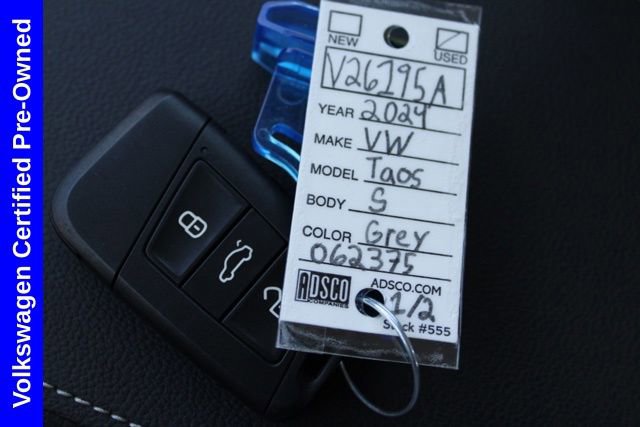 Volkswagen Certified Pre-Owned
NEW
USED
V26195A
YEAR 2024
MAKE VW
MODEL Taos
BODY S
COLOR Grey
062375
ADSCO
COMPANIES
ADSCO.COM
1/2
Stock #555